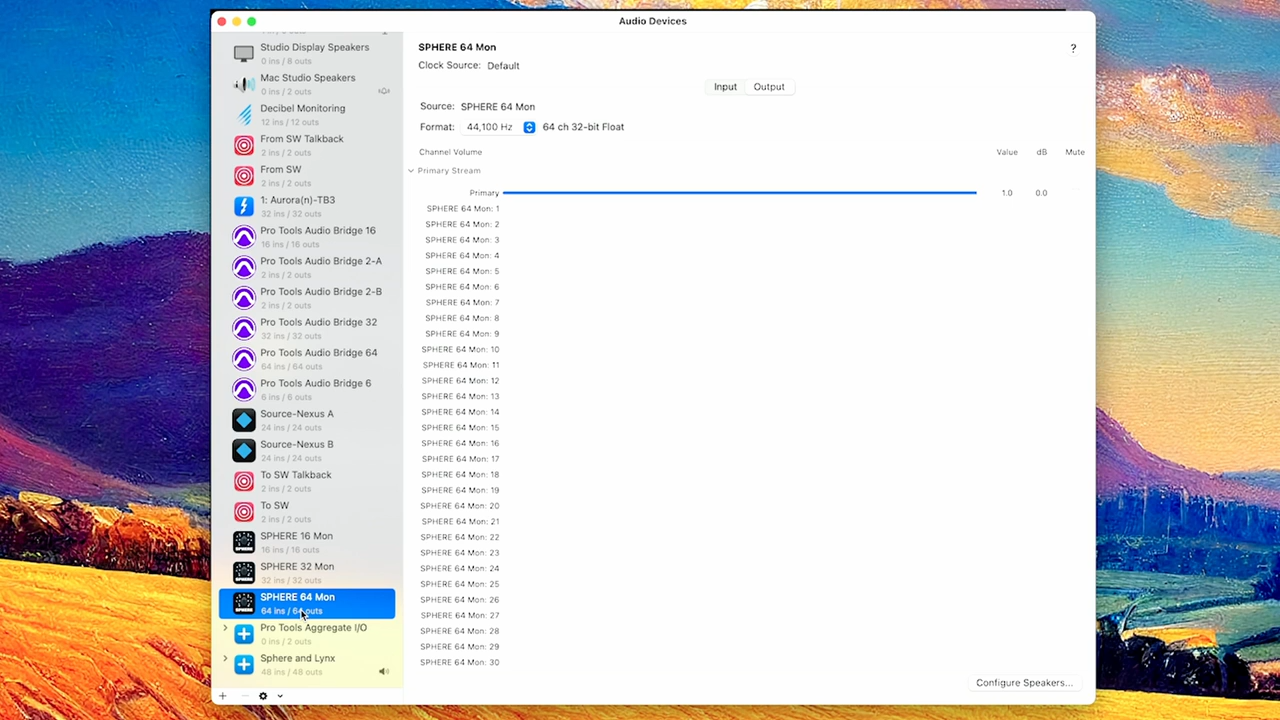 Audio Devices
Studio Display Speakers
0 ins / 8 outs
Mac Studio Speakers
0 ins / 2 outs
Decibel Monitoring
12 ins / 12 outs
From SW Talkback
2 ins / 2 outs
From SW
2 ins / 2 outs
1: Aurora(n)-TB3
32 ins / 32 outs
Pro Tools Audio Bridge 16
16 ins / 16 outs
Pro Tools Audio Bridge 2-A
2 ins / 2 outs
Pro Tools Audio Bridge 2-B
2 ins / 2 outs
Pro Tools Audio Bridge 32
32 ins / 32 outs
Pro Tools Audio Bridge 64
64 ins / 64 outs
Pro Tools Audio Bridge 6
6 ins / 6 outs
Source-Nexus A
24 ins / 24 outs
Source-Nexus B
24 ins / 24 outs
To SW Talkback
2 ins / 2 outs
To SW
2 ins / 2 outs
SPHERE 16 Mon
16 ins / 16 outs
SPHERE
SPHERE 32 Mon
32 ins / 32 outs
SPHERE
SPHERE 64 Mon
64 ins / 64 outs
SPHERE
Pro Tools Aggregate I/O
0 ins / 2 outs
Sphere and Lynx
48 ins / 48 outs
SPHERE 64 Mon
?
Clock Source: Default
Input Output
Source: SPHERE 64 Mon
Format: 44,100 Hz 64 ch 32-bit Float
Channel Volume Value dB Mute
Primary Stream
Primary 1.0 0.0
SPHERE 64 Mon: 1
SPHERE 64 Mon: 2
SPHERE 64 Mon: 3
SPHERE 64 Mon: 4
SPHERE 64 Mon: 5
SPHERE 64 Mon: 6
SPHERE 64 Mon: 7
SPHERE 64 Mon: 8
SPHERE 64 Mon: 9
SPHERE 64 Mon: 10
SPHERE 64 Mon: 11
SPHERE 64 Mon: 12
SPHERE 64 Mon: 13
SPHERE 64 Mon: 14
SPHERE 64 Mon: 15
SPHERE 64 Mon: 16
SPHERE 64 Mon: 17
SPHERE 64 Mon: 18
SPHERE 64 Mon: 19
SPHERE 64 Mon: 20
SPHERE 64 Mon: 21
SPHERE 64 Mon: 22
SPHERE 64 Mon: 23
SPHERE 64 Mon: 24
SPHERE 64 Mon: 25
SPHERE 64 Mon: 26
SPHERE 64 Mon: 27
SPHERE 64 Mon: 28
SPHERE 64 Mon: 29
SPHERE 64 Mon: 30
Configure Speakers...